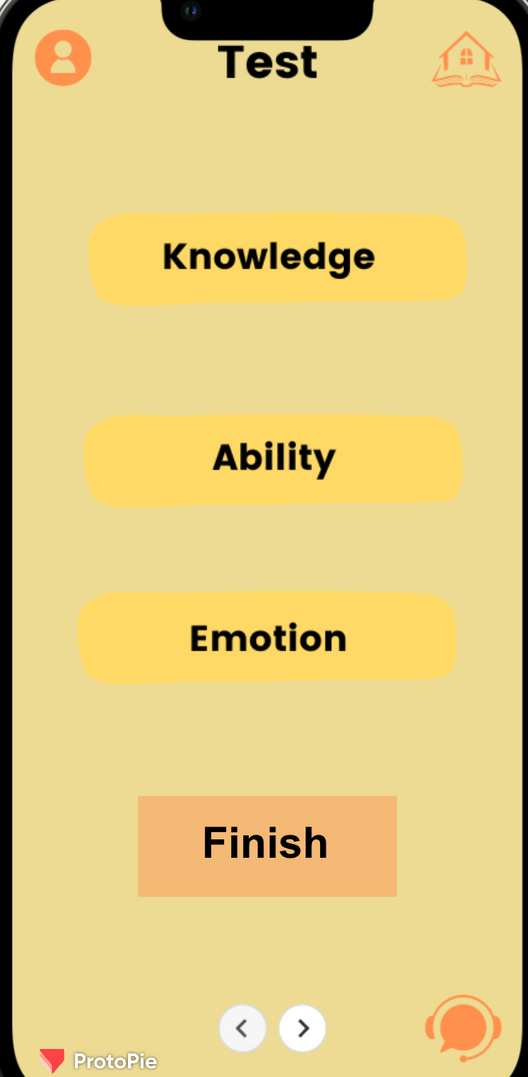 Test
Knowledge
Ability
Emotion
Finish
ProtoPie